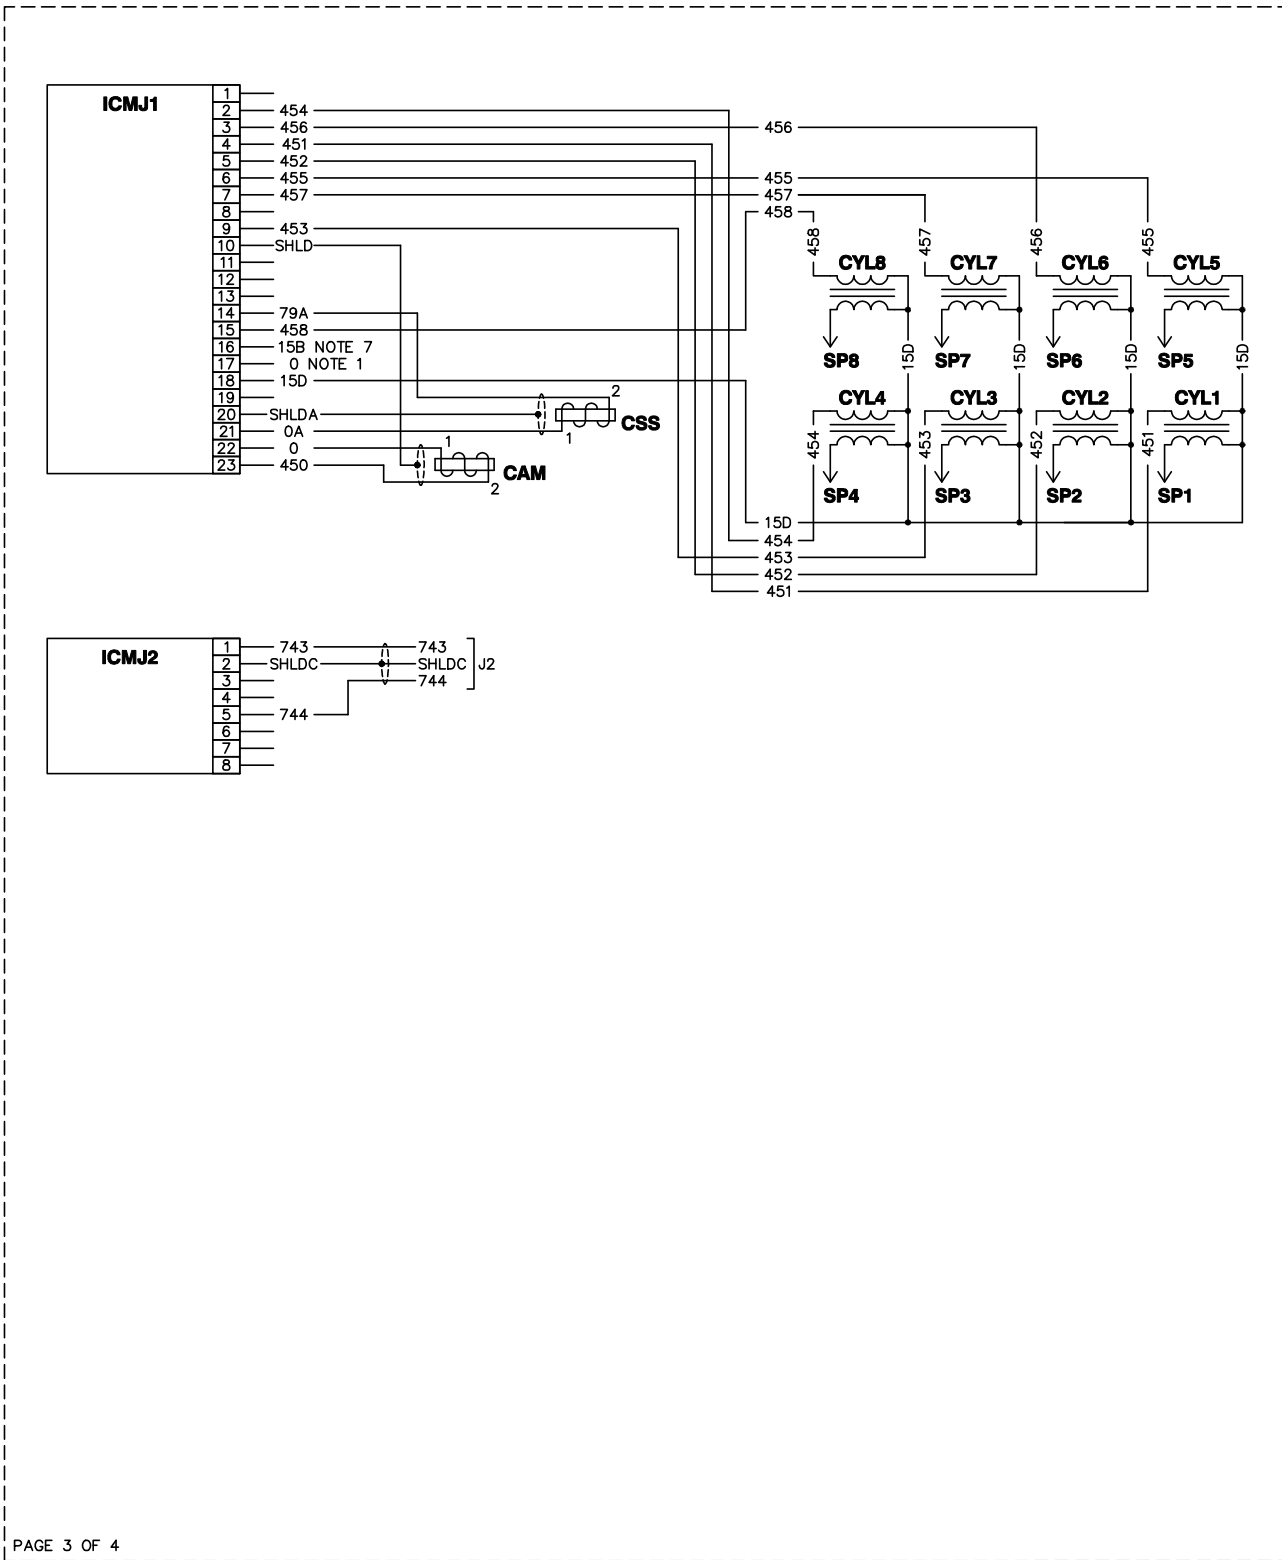 ICMJ1
1
2 454
3 456 456
4 451
5 452
6 455 455
7 457 457
8 458
9 453
10 SHLD
11
12
13
14 79A
15 458
16 15B NOTE 7
17 0 NOTE 1
18 15D
19
20 SHLDA
21 0A
22 0
23 450
2
1
CSS
1
2
CAM
458 457 456 455
CYL8 CYL7 CYL6 CYL5
SP8 SP7 SP6 SP5
15D 15D 15D 15D
CYL4 CYL3 CYL2 CYL1
454 453 452 451
SP4 SP3 SP2 SP1
15D
454
453
452
451
ICMJ2
1 743 743
2 SHLDC SHLDC J2
3 744
4
5 744
6
7
8
PAGE 3 OF 4